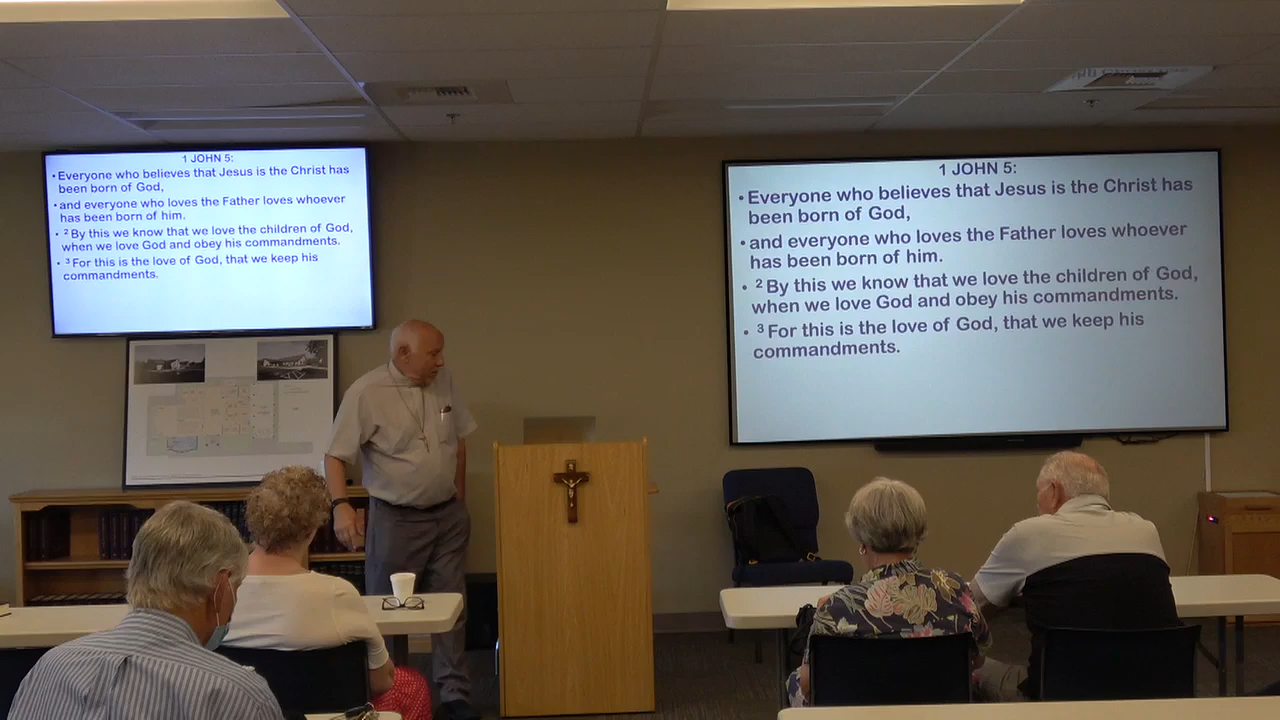 1 JOHN 5:
• Everyone who believes that Jesus is the Christ has
been born of God,
• and everyone who loves the Father loves whoever
has been born of him.
• 2 By this we know that we love the children of God,
when we love God and obey his commandments.
• 3 For this is the love of God, that we keep his
commandments.
1 JOHN 5:
• Everyone who believes that Jesus is the Christ has
been born of God,
• and everyone who loves the Father loves whoever
has been born of him.
• 2 By this we know that we love the children of God,
when we love God and obey his commandments.
• 3 For this is the love of God, that we keep his
commandments.